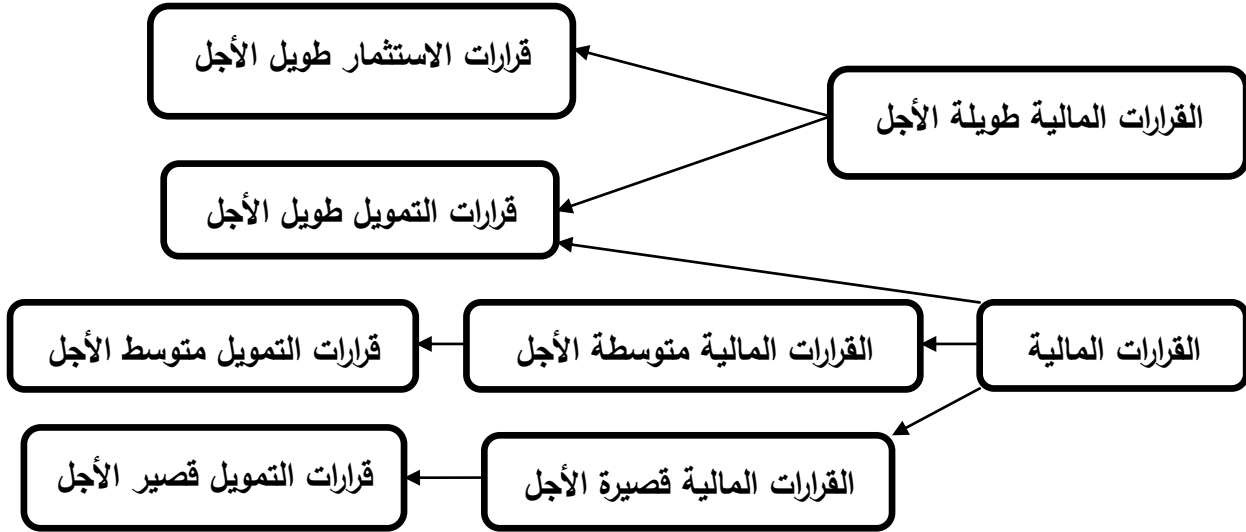 قرارات الاستثمار طويل الأجل
القرارات المالية طويلة الأجل
قرارات التمويل طويل الأجل
القرارات المالية
القرارات المالية متوسطة الأجل
قرارات التمويل متوسط الأجل
القرارات المالية قصيرة الأجل
قرارات التمويل قصير الأجل